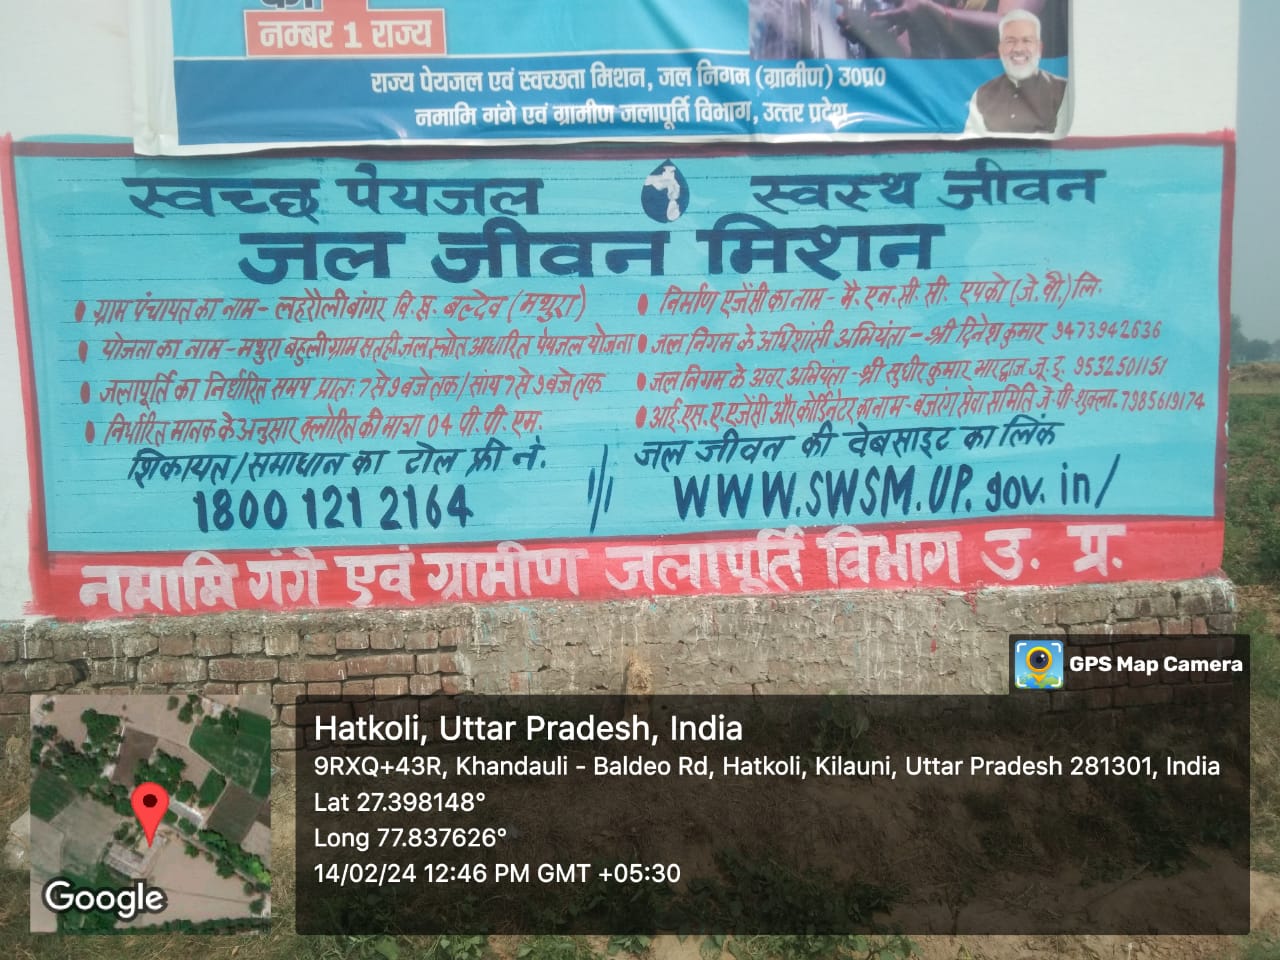 नम्बर 1 राज्य
राज्य पेयजल एवं स्वच्छता मिशन, जल निगम (ग्रामीण) उ०प्र०
नमामि गंगे एवं ग्रामीण जलापूर्ति विभाग, उत्तर प्रदेश
स्वच्छ पेयजल स्वस्थ जीवन
जल जीवन मिशन
• ग्राम पंचायत का नाम - लहरौली बांगर वि.ख. बल्देव (मथुरा)
• योजना का नाम - मथुरा बहुलीग्राम सतही जल स्त्रोत आधारित पेयजल योजना
• जलापूर्ति का निर्धारित समय प्रातः 7 से 9 बजे तक/सांय 7 से 9 बजे तक
• निर्धारित मानक के अनुसार क्लोरिन की मात्रा 04 पी.पी.एम.
शिकायत/समाधान का टोल फ्री नं.
1800 121 2164
• निर्माण एजेंसी का नाम - मै. एन. सी. सी. एपको (जे.वी.) लि.
• जल निगम के अधिशांसी अभियंता - श्री दिनेश कुमार 9473942636
• जल निगम के अवर अभियंता - श्री सुधीर कुमार भारद्वाज जू. इ. 9532501151
• आई.एस.ए. एजेंसी और कोर्डिनेटर का नाम - बजरंग सेवा समिति जे.पी. शुक्ला. 7985619174
जल जीवन की वेबसाइट का लिंक
WWW.SWSM.UP.gov.in/
नमामि गंगे एवं ग्रामीण जलापूर्ति विभाग उ. प्र.
GPS Map Camera
Hatkoli, Uttar Pradesh, India
9RXQ+43R, Khandauli - Baldeo Rd, Hatkoli, Kilauni, Uttar Pradesh 281301, India
Lat 27.398148°
Long 77.837626°
14/02/24 12:46 PM GMT +05:30
Google